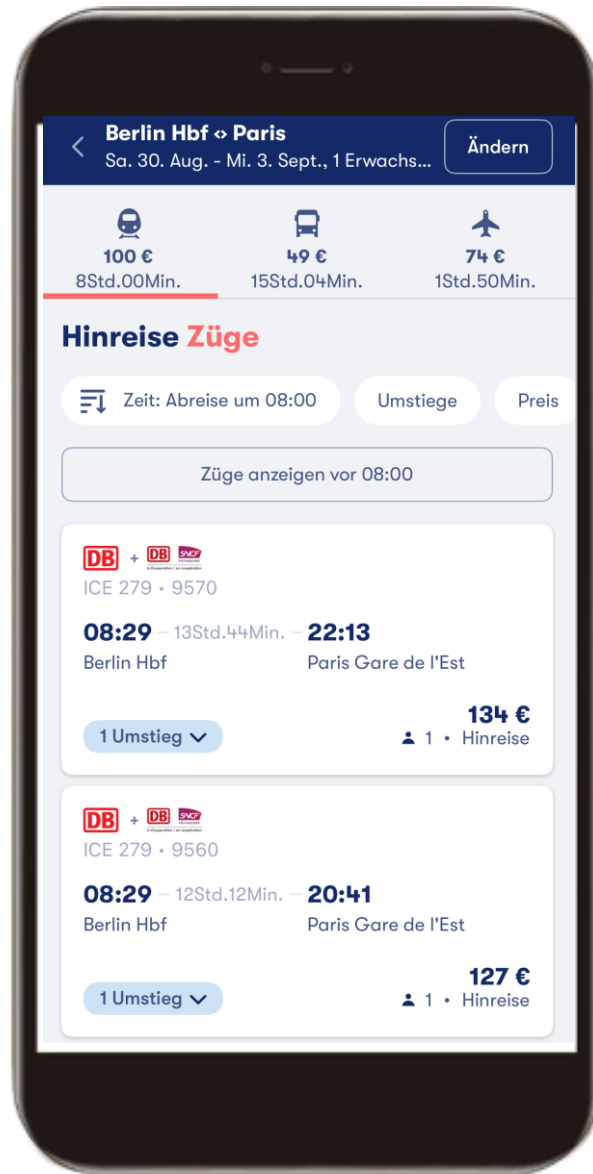 Berlin Hbf ‹› Paris
Sa. 30. Aug. - Mi. 3. Sept., 1 Erwachs...
Ändern
100 € 49 € 74 €
8Std.00Min. 15Std.04Min. 1Std.50Min.
Hinreise Züge
Zeit: Abreise um 08:00 Umstiege Preis
Züge anzeigen vor 08:00
DB + DB SNCF
ICE 279 • 9570
08:29 – 13Std.44Min. – 22:13
Berlin Hbf Paris Gare de l'Est
134 €
1 Umstieg 1 • Hinreise
DB + DB SNCF
ICE 279 • 9560
08:29 – 12Std.12Min. – 20:41
Berlin Hbf Paris Gare de l'Est
127 €
1 Umstieg 1 • Hinreise